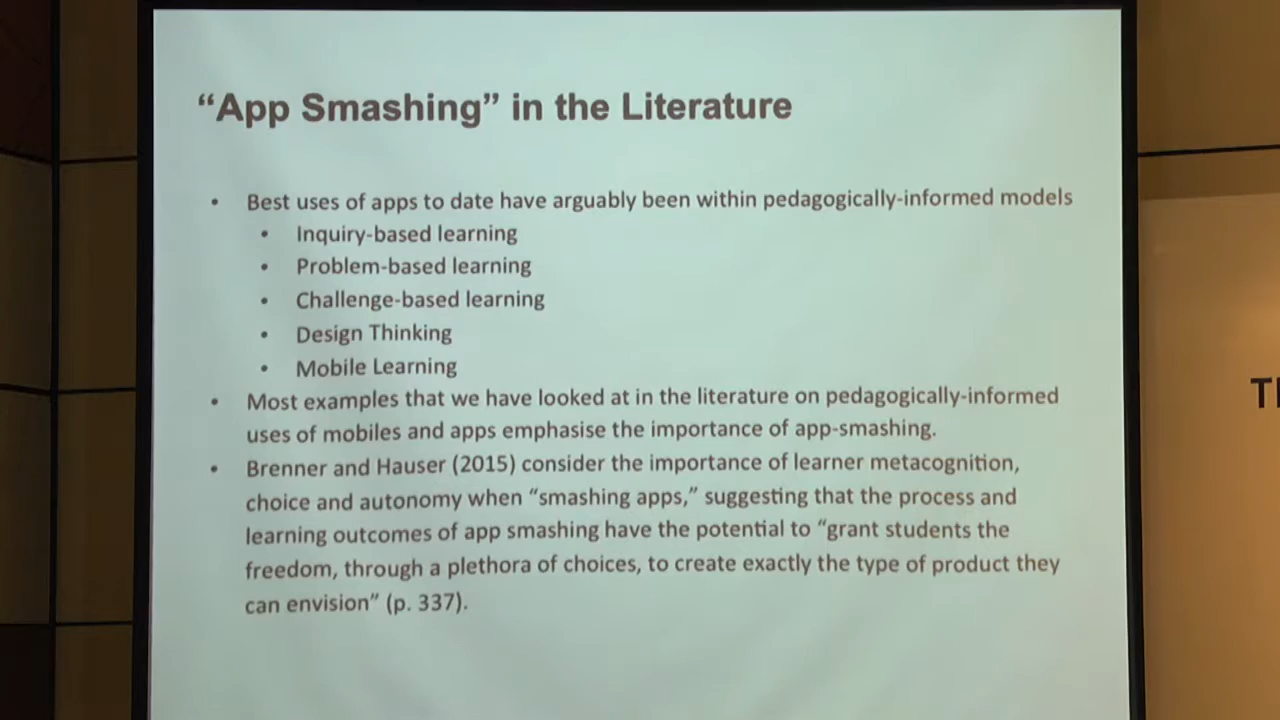 “App Smashing” in the Literature
• Best uses of apps to date have arguably been within pedagogically-informed models
• Inquiry-based learning
• Problem-based learning
• Challenge-based learning
• Design Thinking
• Mobile Learning
• Most examples that we have looked at in the literature on pedagogically-informed
uses of mobiles and apps emphasise the importance of app-smashing.
• Brenner and Hauser (2015) consider the importance of learner metacognition,
choice and autonomy when “smashing apps,” suggesting that the process and
learning outcomes of app smashing have the potential to “grant students the
freedom, through a plethora of choices, to create exactly the type of product they
can envision” (p. 337).